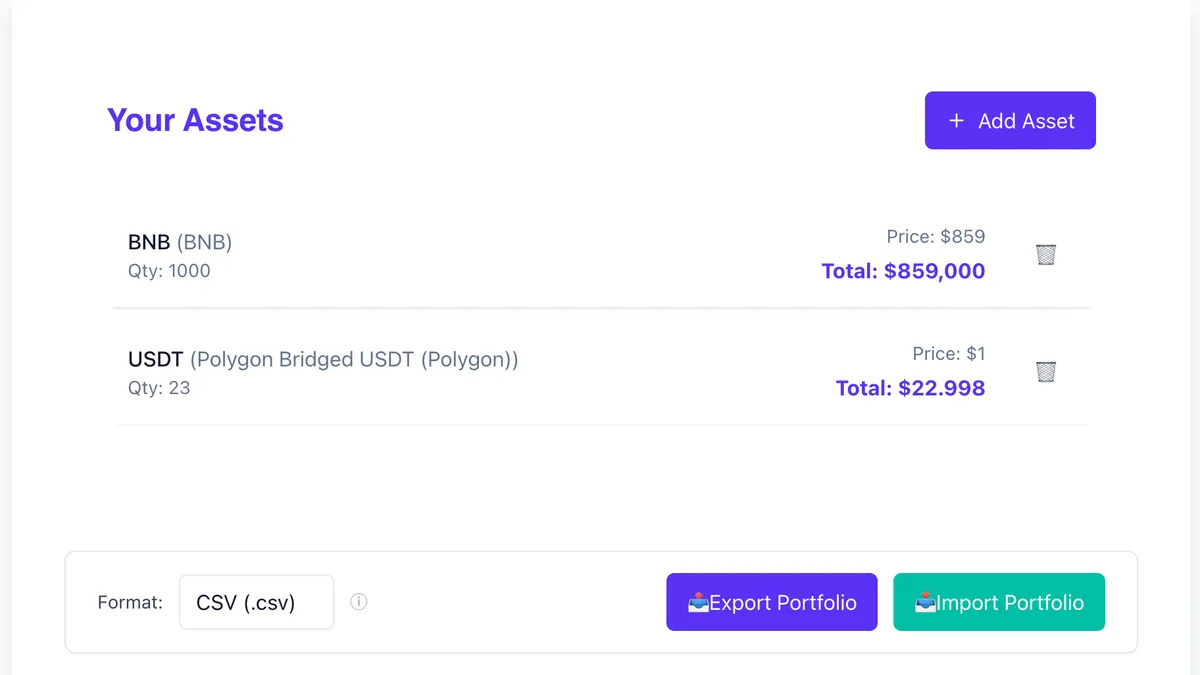 Your Assets
+ Add Asset
BNB (BNB)
Qty: 1000
Price: $859
Total: $859,000
USDT (Polygon Bridged USDT (Polygon))
Qty: 23
Price: $1
Total: $22.998
Format:
CSV (.csv)
Export Portfolio
Import Portfolio